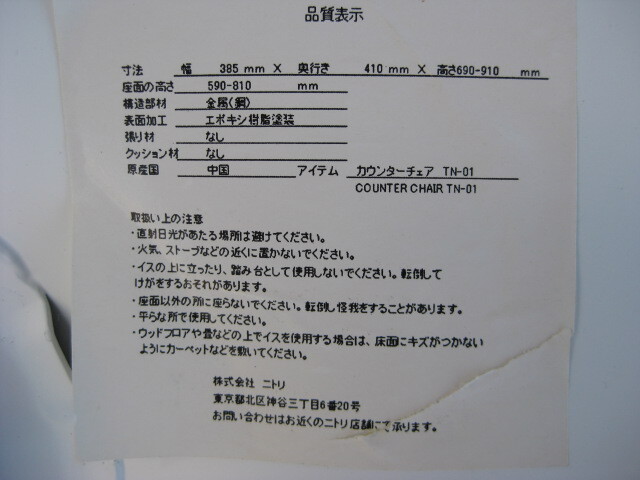 品質表示
寸法 幅 385 mm X 奥行き 410 mm X 高さ690-910 mm
座面の高さ 590-810 mm
構造部材 金属(鋼)
表面加工 エポキシ樹脂塗装
張り材 なし
クッション材 なし
原産国 中国 アイテム カウンターチェア TN-01
COUNTER CHAIR TN-01
取扱い上の注意
・直射日光があたる場所は避けてください。
・火気、ストーブなどの近くに置かないでください。
・イスの上に立ったり、踏み台として使用しないでください。転倒して
けがをするおそれがあります。
・座面以外の所に座らないでください。転倒し怪我をすることがあります。
・平らな所で使用してください。
・ウッドフロアや畳などの上でイスを使用する場合は、床面にキズがつかない
ようにカーペットなどを敷いてください。
株式会社 ニトリ
東京都北区神谷三丁目6番20号
お問い合わせはお近くのニトリ店舗にて承ります。